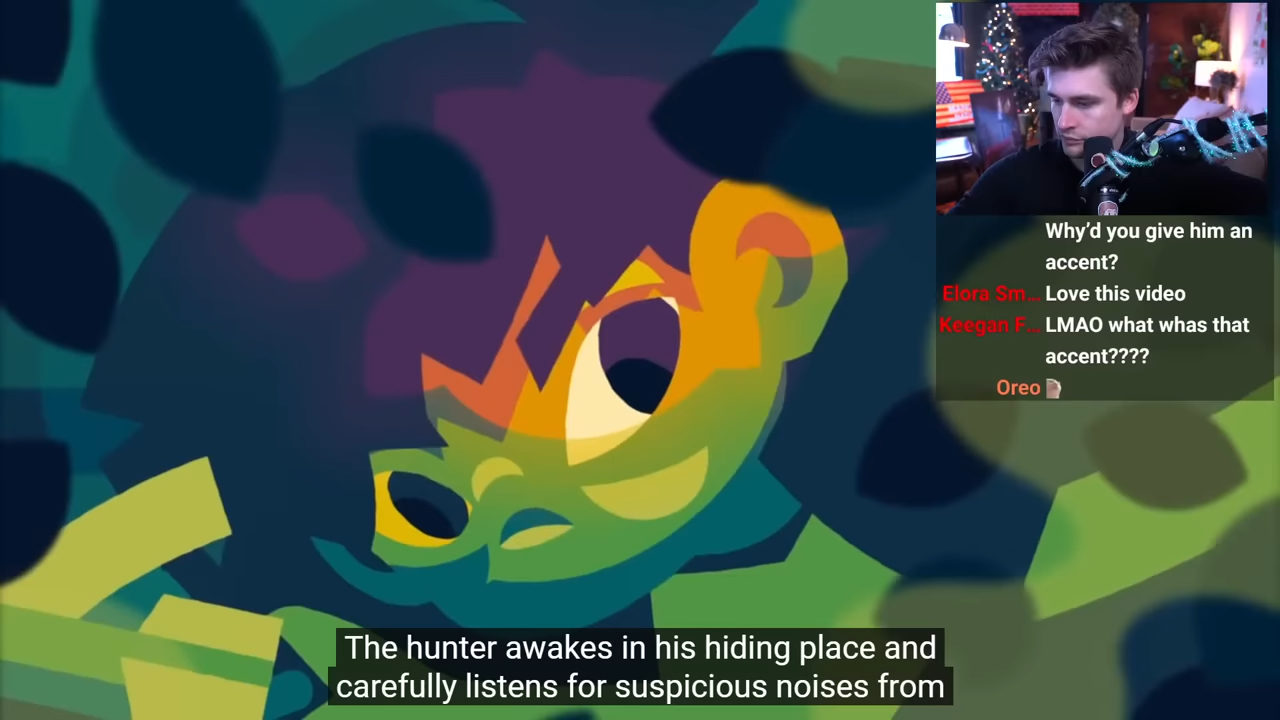 Why’d you give him an
accent?
Elora Sm... Love this video
Keegan F... LMAO what whas that
accent????
Oreo
The hunter awakes in his hiding place and
carefully listens for suspicious noises from